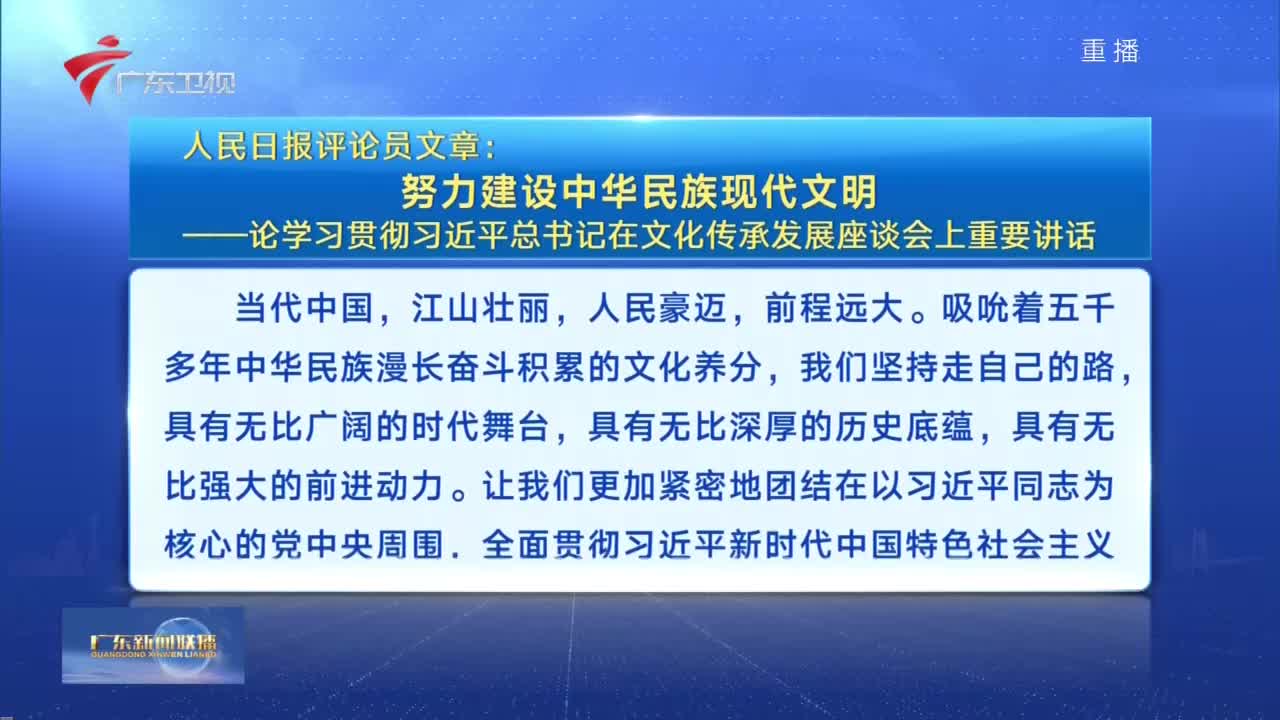 广东卫视
重播
人民日报评论员文章：
努力建设中华民族现代文明
——论学习贯彻习近平总书记在文化传承发展座谈会上重要讲话
当代中国，江山壮丽，人民豪迈，前程远大。吸吮着五千
多年中华民族漫长奋斗积累的文化养分，我们坚持走自己的路，
具有无比广阔的时代舞台，具有无比深厚的历史底蕴，具有无
比强大的前进动力。让我们更加紧密地团结在以习近平同志为
核心的党中央周围．全面贯彻习近平新时代中国特色社会主义
广东新闻联播
GUANGDONG XINWEN LIANBO